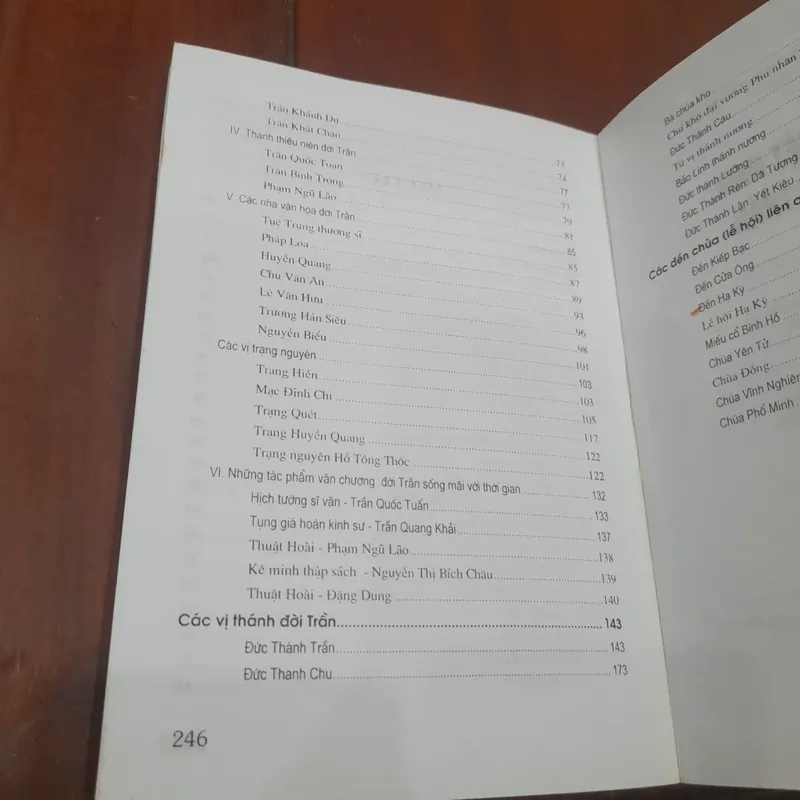 Trần Khánh Dư
Trần Khát Chân 73
IV. Thanh thiếu niên đời Trần 74
Trần Quốc Toản 77
Trần Bình Trọng 77
Phạm Ngũ Lão 79
V. Các nhà văn hóa đời Trần 81
Tuệ Trung thượng sĩ 85
Pháp Loa 85
Huyền Quang 87
Chu Văn An 89
Lê Văn Hưu 93
Trương Hán Siêu 96
Nguyễn Biểu 98
Các vị trạng nguyên 101
Trạng Hiền 103
Mạc Đĩnh Chi 103
Trạng Quét 105
Trạng Huyền Quang 117
Trạng nguyên Hồ Tông Thốc 122
122
VI. Những tác phẩm văn chương đời Trần sống mãi với thời gian 132
Hịch tướng sĩ văn - Trần Quốc Tuấn 133
Tụng giá hoàn kinh sư - Trần Quang Khải 137
Thuật Hoài - Phạm Ngũ Lão 138
Kê minh thập sách - Nguyễn Thị Bích Châu 139
Thuật Hoài - Đặng Dung 140
Các vị thánh đời Trần 143
Đức Thánh Trần 143
Đức Thanh Chu 173
246
Bà chúa kho
Chu khô đại vương Phu nhân
Đức Thánh Câu
Tứ vị thánh nương
Bảo Linh thánh nương
Đức thánh Lưỡng
Đức Thánh Rèn: Dã Tượng
Đức Thánh Lặn: Yết Kiêu
Các đền chùa (lễ hội) liên
Đền Kiếp Bạc
Đền Cửa Ông
Đền Hạ Kỳ
Lễ hội Hạ Kỳ
Miếu cổ Bình Hồ
Chùa Yên Tử
Chùa Đồng
Chùa Vĩnh Nghiêm
Chùa Phổ Minh